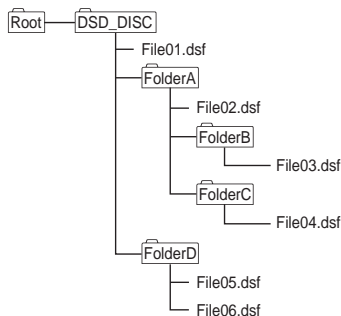 Root DSD_DISC
File01.dsf
FolderA
File02.dsf
FolderB
File03.dsf
FolderC
File04.dsf
FolderD
File05.dsf
File06.dsf